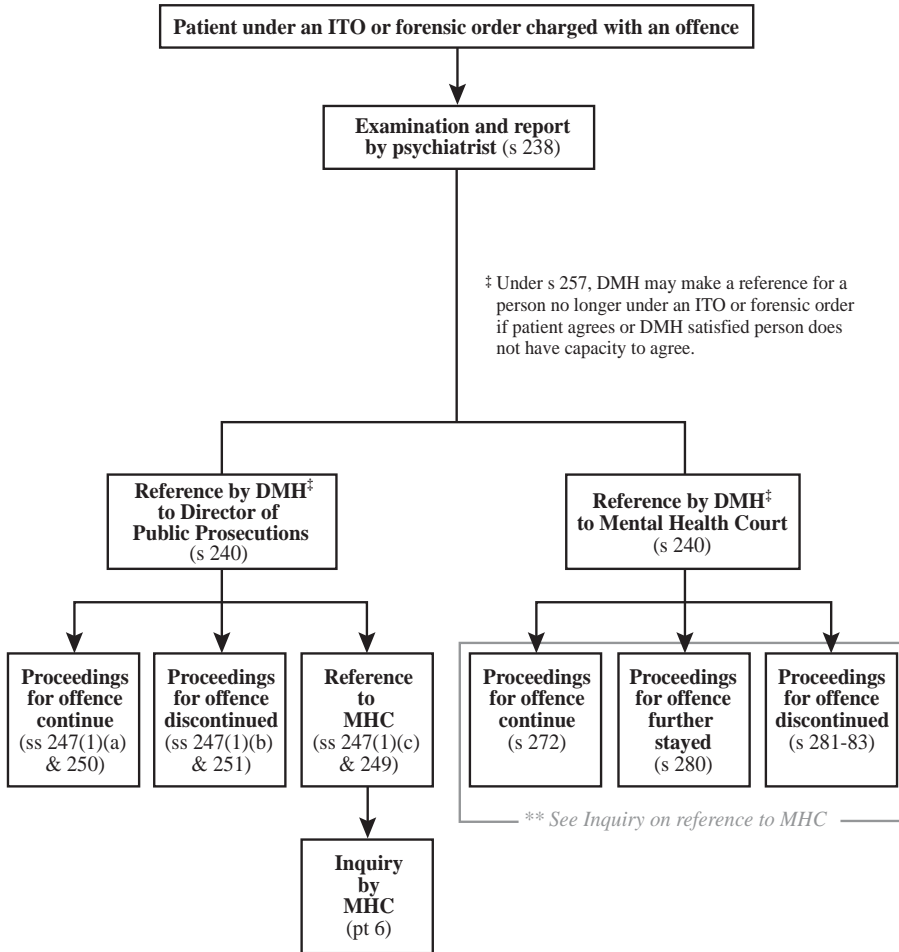 Patient under an ITO or forensic order charged with an offence
Examination and report
by psychiatrist (s 238)
‡ Under s 257, DMH may make a reference for a
person no longer under an ITO or forensic order
if patient agrees or DMH satisfied person does
not have capacity to agree.
Reference by DMH‡
to Director of
Public Prosecutions
(s 240)
Reference by DMH‡
to Mental Health Court
(s 240)
Proceedings
for offence
continue
(ss 247(1)(a)
& 250)
Proceedings
for offence
discontinued
(ss 247(1)(b)
& 251)
Reference
to
MHC
(ss 247(1)(c)
& 249)
Proceedings
for offence
continue
(s 272)
Proceedings
for offence
further
stayed
(s 280)
Proceedings
for offence
discontinued
(s 281-83)
** See Inquiry on reference to MHC
Inquiry
by
MHC
(pt 6)